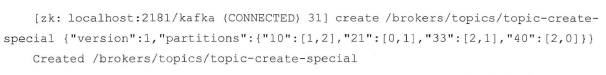 [zk: localhost:2181/kafka (CONNECTED) 31] create /brokers/topics/topic-create-
special {"version":1,"partitions":{"10":[1,2],"21":[0,1],"33":[2,1],"40":[2,0]}}
Created /brokers/topics/topic-create-special